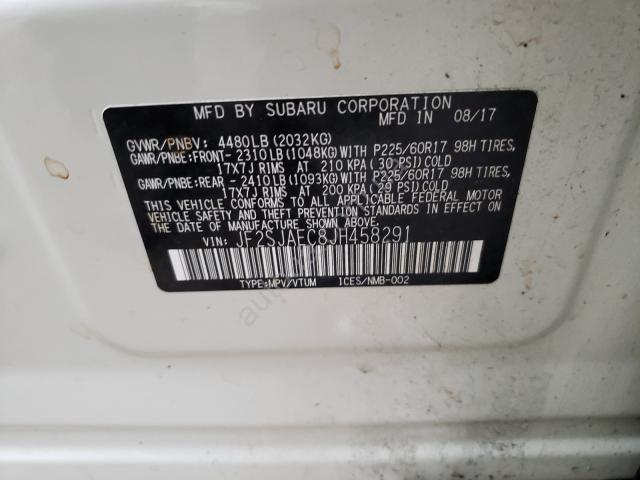 MFD BY SUBARU CORPORATION
MFD IN 08/17
GVWR/PNBV: 4480LB(2032KG)
GAWR/PNBE:FRONT-2310LB(1048KG)WITH P225/60R17 98H TIRES,
17X7J RIMS AT 210 KPA(30 PSI)COLD
GAWR/PNBE:REAR -2410LB(1093KG)WITH P225/60R17 98H TIRES,
17X7J RIMS AT 200 KPA(29 PSI)COLD
THIS VEHICLE CONFORMS TO ALL APPLICABLE FEDERAL MOTOR
VEHICLE SAFETY AND THEFT PREVENTION STANDARDS IN EFFECT ON
THE DATE OF MANUFACTURE SHOWN ABOVE.
VIN: JF2SJAEC8JH458291
TYPE:MPV/VTUM ICES/NMB-002